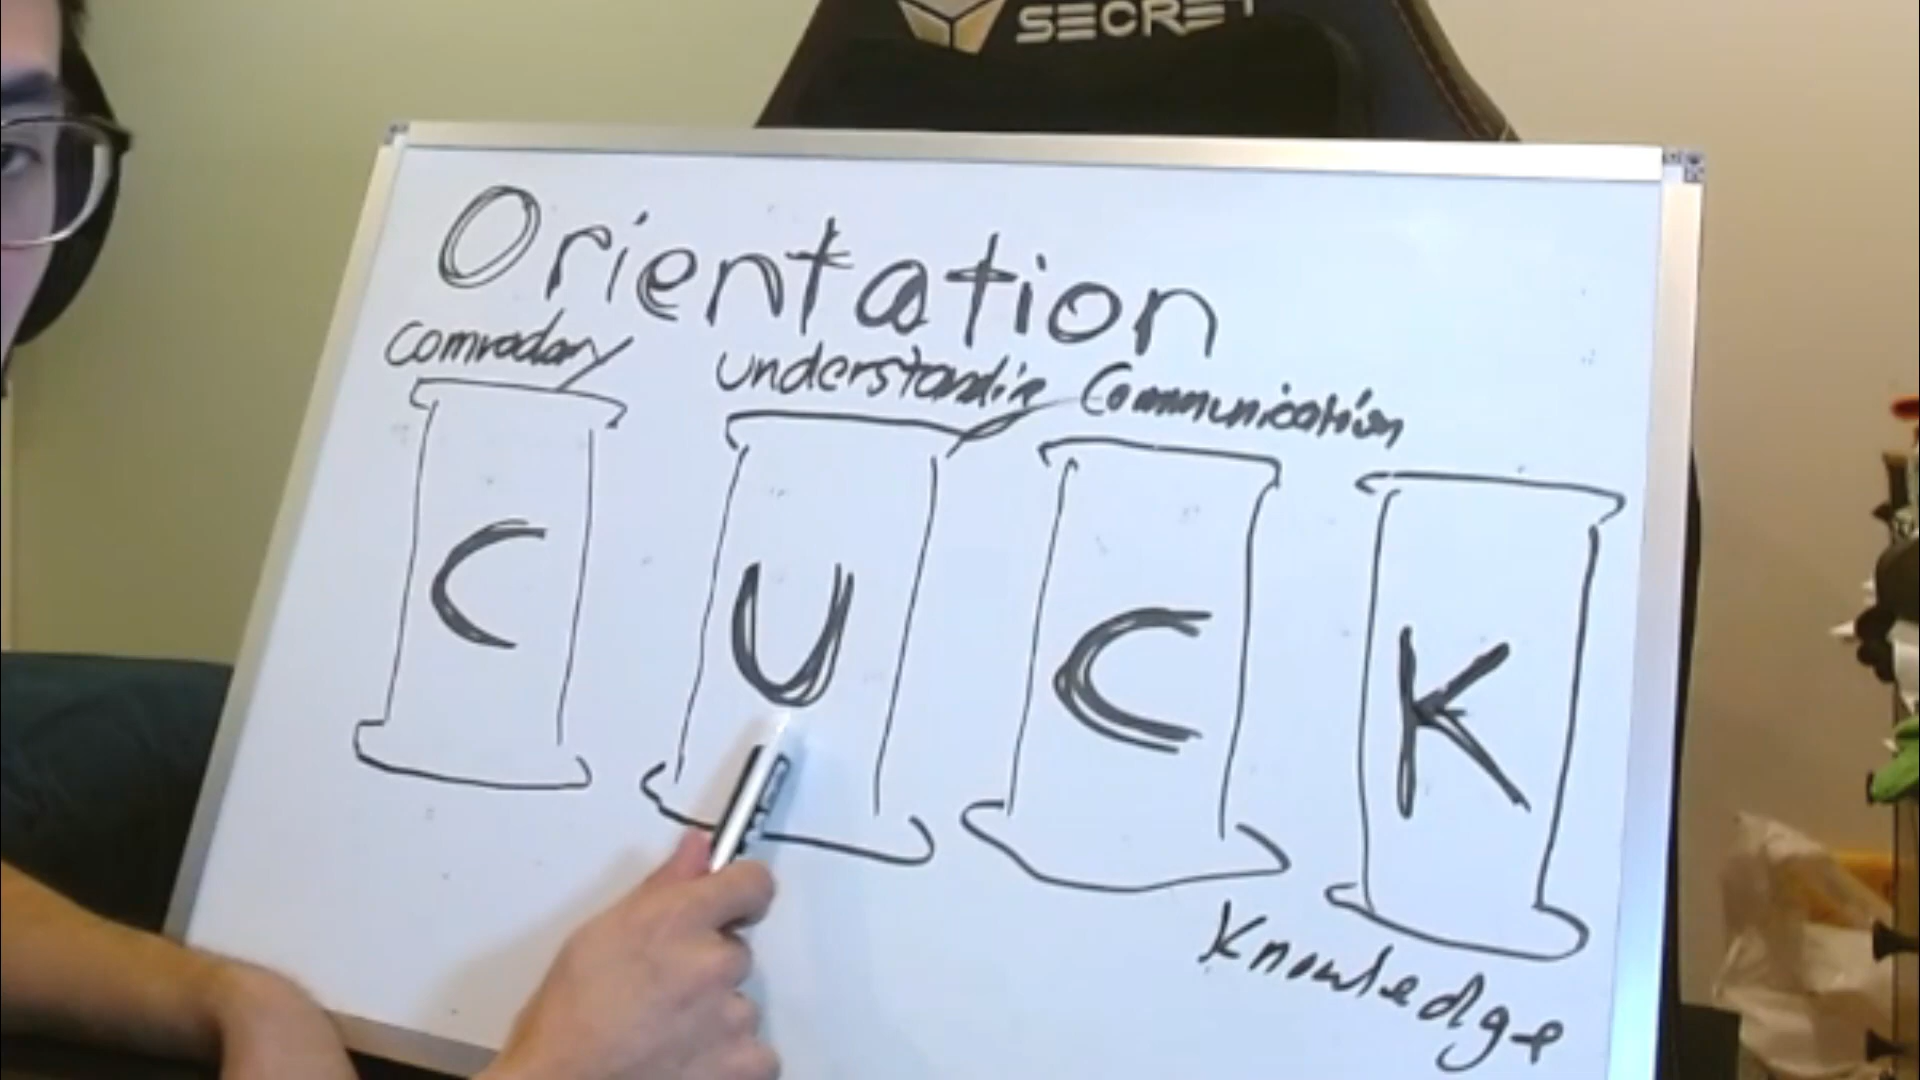 SECRET
Orientation
Comradary
Understandin Communication
C U C K
Knowledge